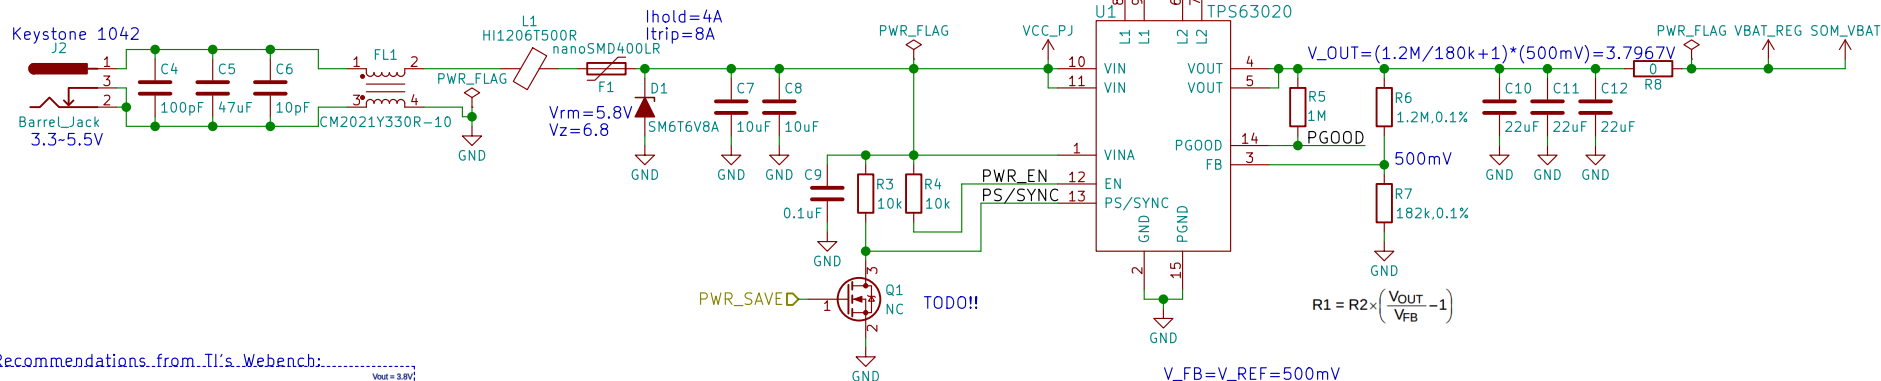 Keystone 1042
J2
1
3
2
Barrel_Jack
3.3~5.5V
C4
100pF
C5
47uF
C6
10pF
FL1
1
2
3
4
CM2021Y330R-10
PWR_FLAG
GND
L1
HI1206T500R
Ihold=4A
Itrip=8A
nanoSMD400LR
F1
Vrm=5.8V
Vz=6.8
D1
SM6T6V8A
GND
C7
10uF
GND
C8
10uF
GND
PWR_FLAG
VCC_PJ
C9
0.1uF
GND
R3
10k
R4
10k
PWR_EN
PS/SYNC
PWR_SAVE
1
3
2
Q1
NC
TODO!!
GND
U1
TPS63020
L1
L1
L2
L2
10
VIN
11
VIN
1
VINA
12
EN
13
PS/SYNC
GND
2
PGND
15
GND
VOUT
4
VOUT
5
PGOOD
14
FB
3
V_OUT=(1.2M/180k+1)*(500mV)=3.7967V
R5
1M
PGOOD
R6
1.2M,0.1%
500mV
R7
182k,0.1%
GND
C10
22uF
GND
C11
22uF
GND
C12
22uF
GND
0
R8
PWR_FLAG
VBAT_REG
SOM_VBAT
R1 = R2×(VOUT/VFB −1)
V_FB=V_REF=500mV
Recommendations from TI's Webench:
Vout = 3.8V